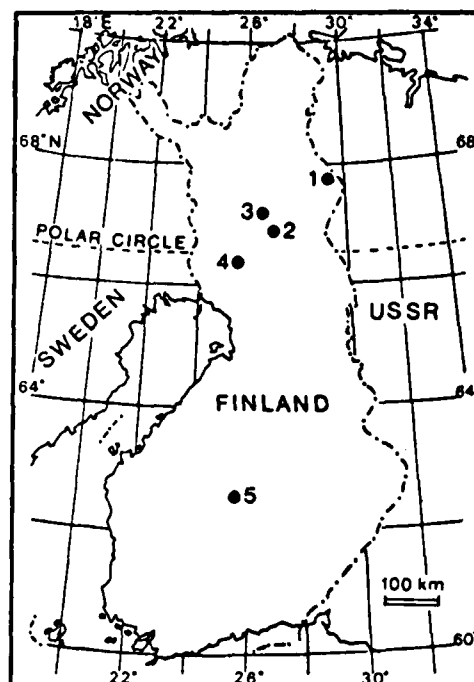 18°E 22° 26° 30° 34°
NORWAY
68°N
68°
1
3
2
POLAR CIRCLE
4
SWEDEN
USSR
64°
64°
FINLAND
5
100 km
60°
22° 26° 30°